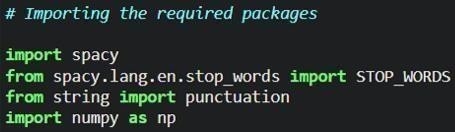 # Importing the required packages
import spacy
from spacy.lang.en.stop_words import STOP_WORDS
from string import punctuation
import numpy as np